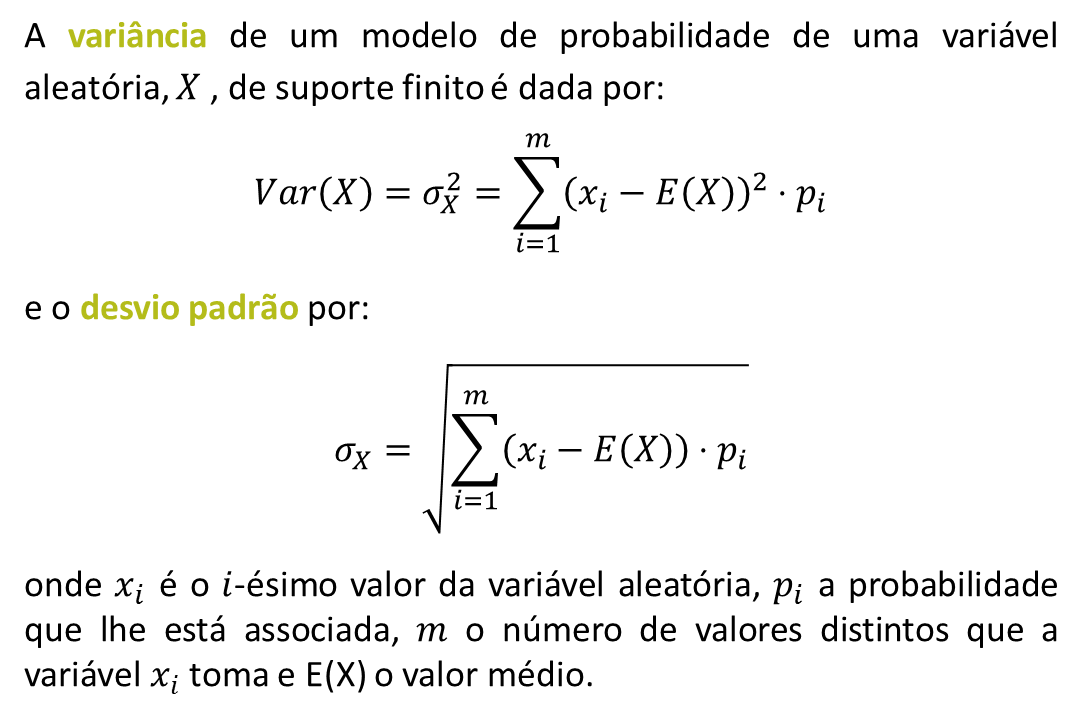 A variância de um modelo de probabilidade de uma variável
aleatória, X , de suporte finito é dada por:
Var(X) = σ_X^2 = ∑_{i=1}^{m} (x_i − E(X))^2 · p_i
e o desvio padrão por:
σ_X = √(∑_{i=1}^{m} (x_i − E(X)) · p_i)
onde x_i é o i-ésimo valor da variável aleatória, p_i a probabilidade
que lhe está associada, m o número de valores distintos que a
variável x_i toma e E(X) o valor médio.